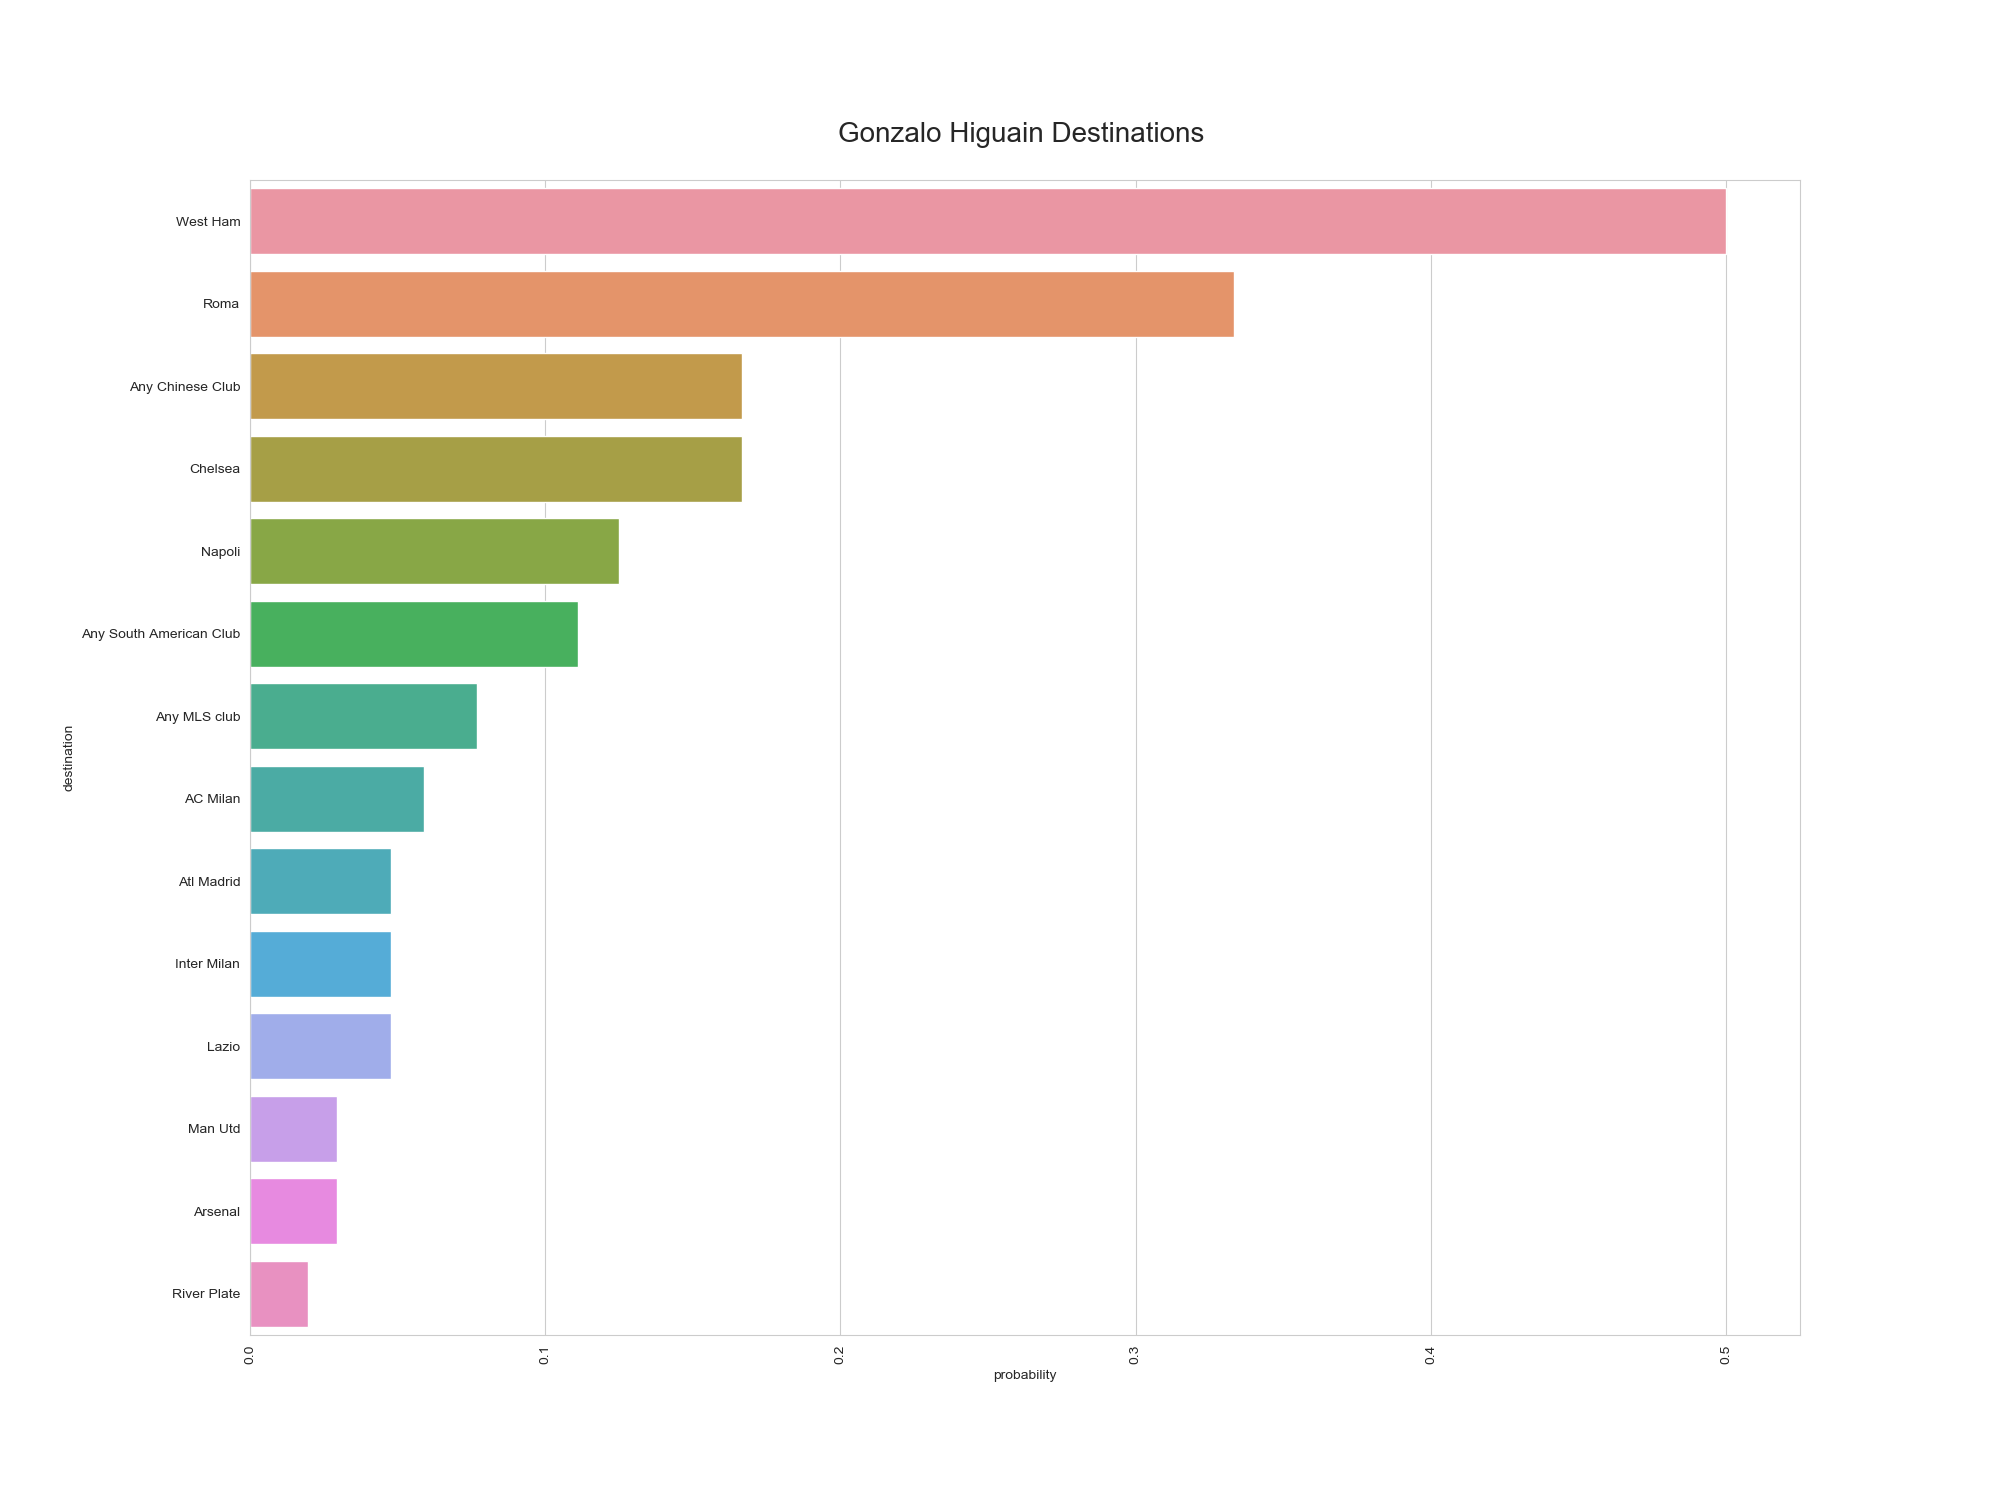 Gonzalo Higuain Destinations
West Ham
Roma
Any Chinese Club
Chelsea
Napoli
Any South American Club
Any MLS club
AC Milan
Atl Madrid
Inter Milan
Lazio
Man Utd
Arsenal
River Plate
destination
0.0
0.1
0.2
0.3
0.4
0.5
probability